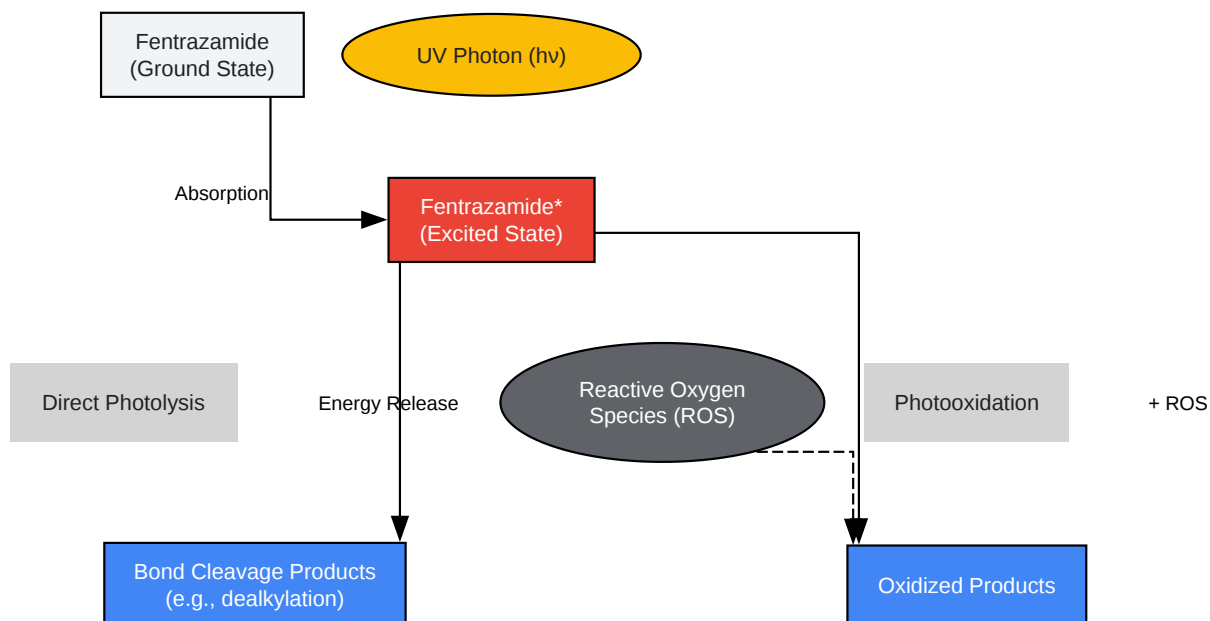 Fentrazamide
(Ground State)
UV Photon (hν)
Absorption
Fentrazamide*
(Excited State)
Direct Photolysis
Energy Release
Reactive Oxygen
Species (ROS)
Photooxidation
+ ROS
Bond Cleavage Products
(e.g., dealkylation)
Oxidized Products